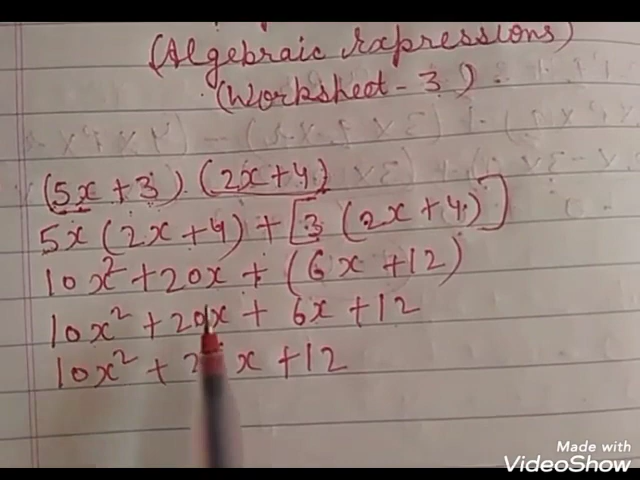 (Algebraic Expressions)
(Worksheet - 3)
(5x + 3) (2x + 4)
5x (2x + 4) + [3 (2x + 4)]
10x² + 20x + (6x + 12)
10x² + 20x + 6x + 12
10x² + 2 x + 12
Made with
VideoShow